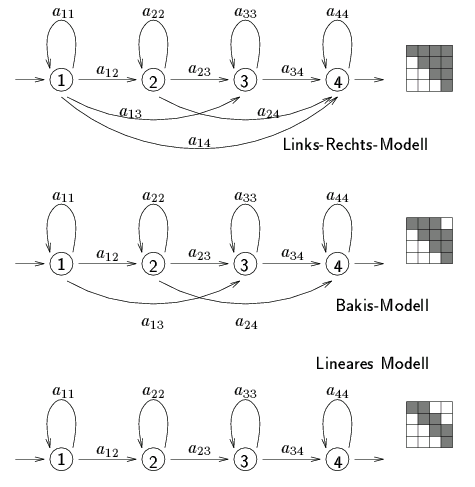 a11 a22 a33 a44
1 a12 2 a23 3 a34 4
a13 a24
a14
Links-Rechts-Modell
a11 a22 a33 a44
1 a12 2 a23 3 a34 4
Bakis-Modell
a13 a24
Lineares Modell
a11 a22 a33 a44
1 a12 2 a23 3 a34 4